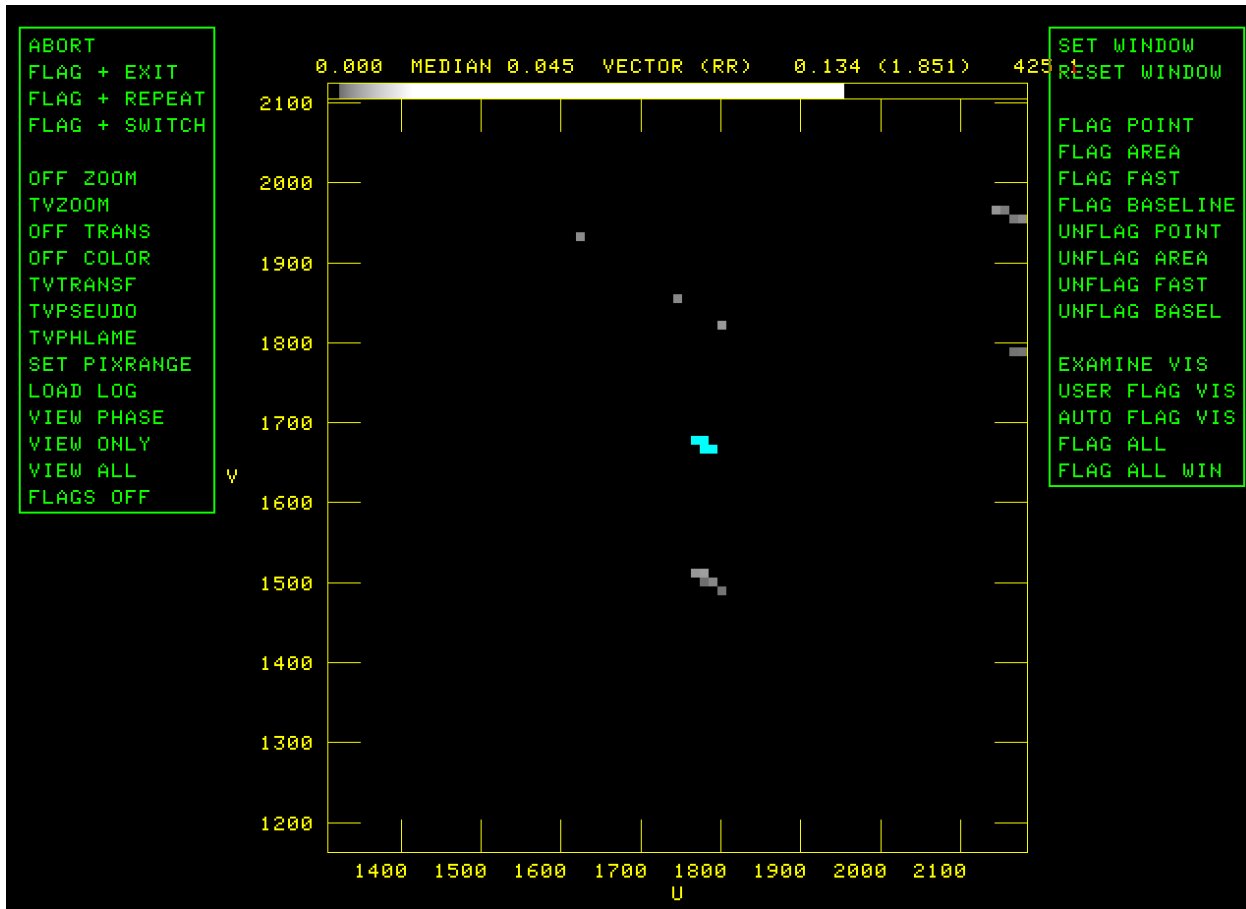 ABORT
FLAG + EXIT
FLAG + REPEAT
FLAG + SWITCH
OFF ZOOM
TVZOOM
OFF TRANS
OFF COLOR
TVTRANSF
TVPSEUDO
TVPHLAME
SET PIXRANGE
LOAD LOG
VIEW PHASE
VIEW ONLY
VIEW ALL
FLAGS OFF
0.000 MEDIAN 0.045 VECTOR (RR) 0.134 (1.851) 425 1
2100
2000
1900
1800
1700
1600
1500
1400
1300
1200
V
1400 1500 1600 1700 1800 1900 2000 2100
U
SET WINDOW
RESET WINDOW
FLAG POINT
FLAG AREA
FLAG FAST
FLAG BASELINE
UNFLAG POINT
UNFLAG AREA
UNFLAG FAST
UNFLAG BASEL
EXAMINE VIS
USER FLAG VIS
AUTO FLAG VIS
FLAG ALL
FLAG ALL WIN